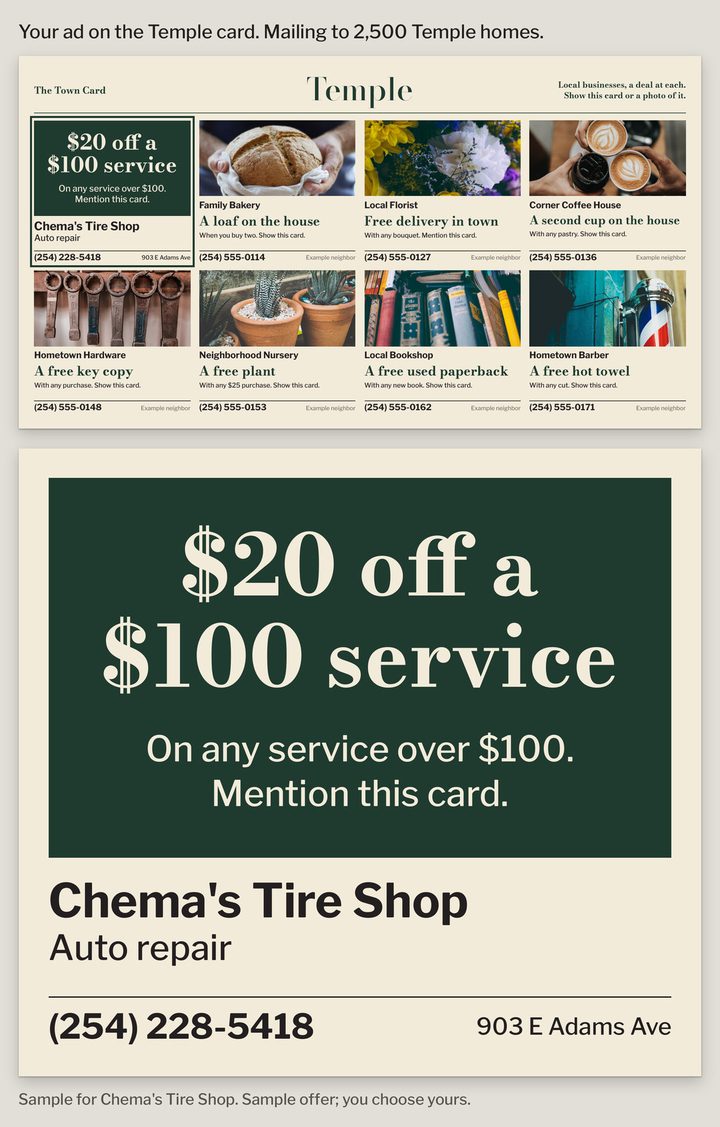 Your ad on the Temple card. Mailing to 2,500 Temple homes.
The Town Card
Temple
Local businesses, a deal at each.
Show this card or a photo of it.
$20 off a
$100 service
On any service over $100.
Mention this card.
Chema's Tire Shop
Auto repair
(254) 228-5418
903 E Adams Ave
Family Bakery
A loaf on the house
When you buy two. Show this card.
(254) 555-0114
Example neighbor
Local Florist
Free delivery in town
With any bouquet. Mention this card.
(254) 555-0127
Example neighbor
Corner Coffee House
A second cup on the house
With any pastry. Show this card.
(254) 555-0136
Example neighbor
Hometown Hardware
A free key copy
With any purchase. Show this card.
(254) 555-0148
Example neighbor
Neighborhood Nursery
A free plant
With any $25 purchase. Show this card.
(254) 555-0153
Example neighbor
Local Bookshop
A free used paperback
With any new book. Show this card.
(254) 555-0162
Example neighbor
Hometown Barber
A free hot towel
With any cut. Show this card.
(254) 555-0171
Example neighbor
$20 off a
$100 service
On any service over $100.
Mention this card.
Chema's Tire Shop
Auto repair
(254) 228-5418
903 E Adams Ave
Sample for Chema's Tire Shop. Sample offer; you choose yours.